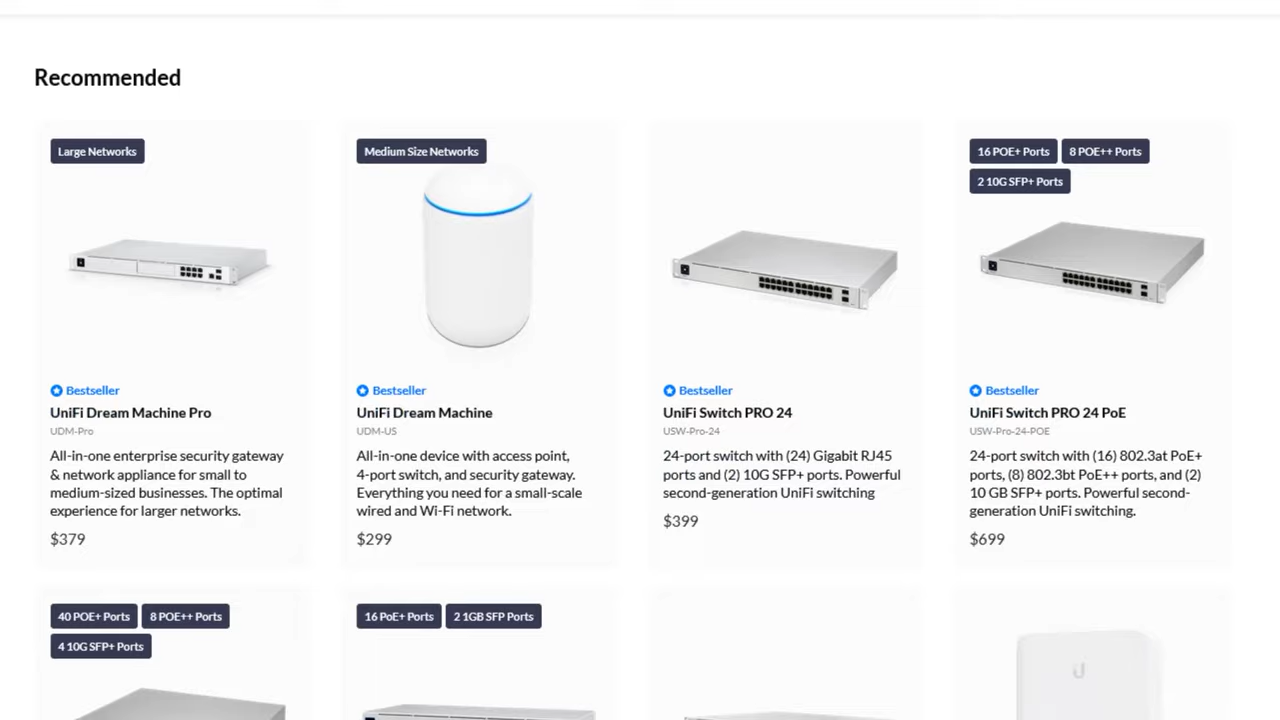 Recommended
Large Networks
Bestseller
UniFi Dream Machine Pro
UDM-Pro
All-in-one enterprise security gateway
& network appliance for small to
medium-sized businesses. The optimal
experience for larger networks.
$379
Medium Size Networks
Bestseller
UniFi Dream Machine
UDM-US
All-in-one device with access point,
4-port switch, and security gateway.
Everything you need for a small-scale
wired and Wi-Fi network.
$299
Bestseller
UniFi Switch PRO 24
USW-Pro-24
24-port switch with (24) Gigabit RJ45
ports and (2) 10G SFP+ ports. Powerful
second-generation UniFi switching
$399
16 POE+ Ports 8 POE++ Ports
2 10G SFP+ Ports
Bestseller
UniFi Switch PRO 24 PoE
USW-Pro-24-POE
24-port switch with (16) 802.3at PoE+
ports, (8) 802.3bt PoE++ ports, and (2)
10 GB SFP+ ports. Powerful second-
generation UniFi switching.
$699
40 POE+ Ports 8 POE++ Ports
4 10G SFP+ Ports
16 PoE+ Ports 2 1GB SFP Ports